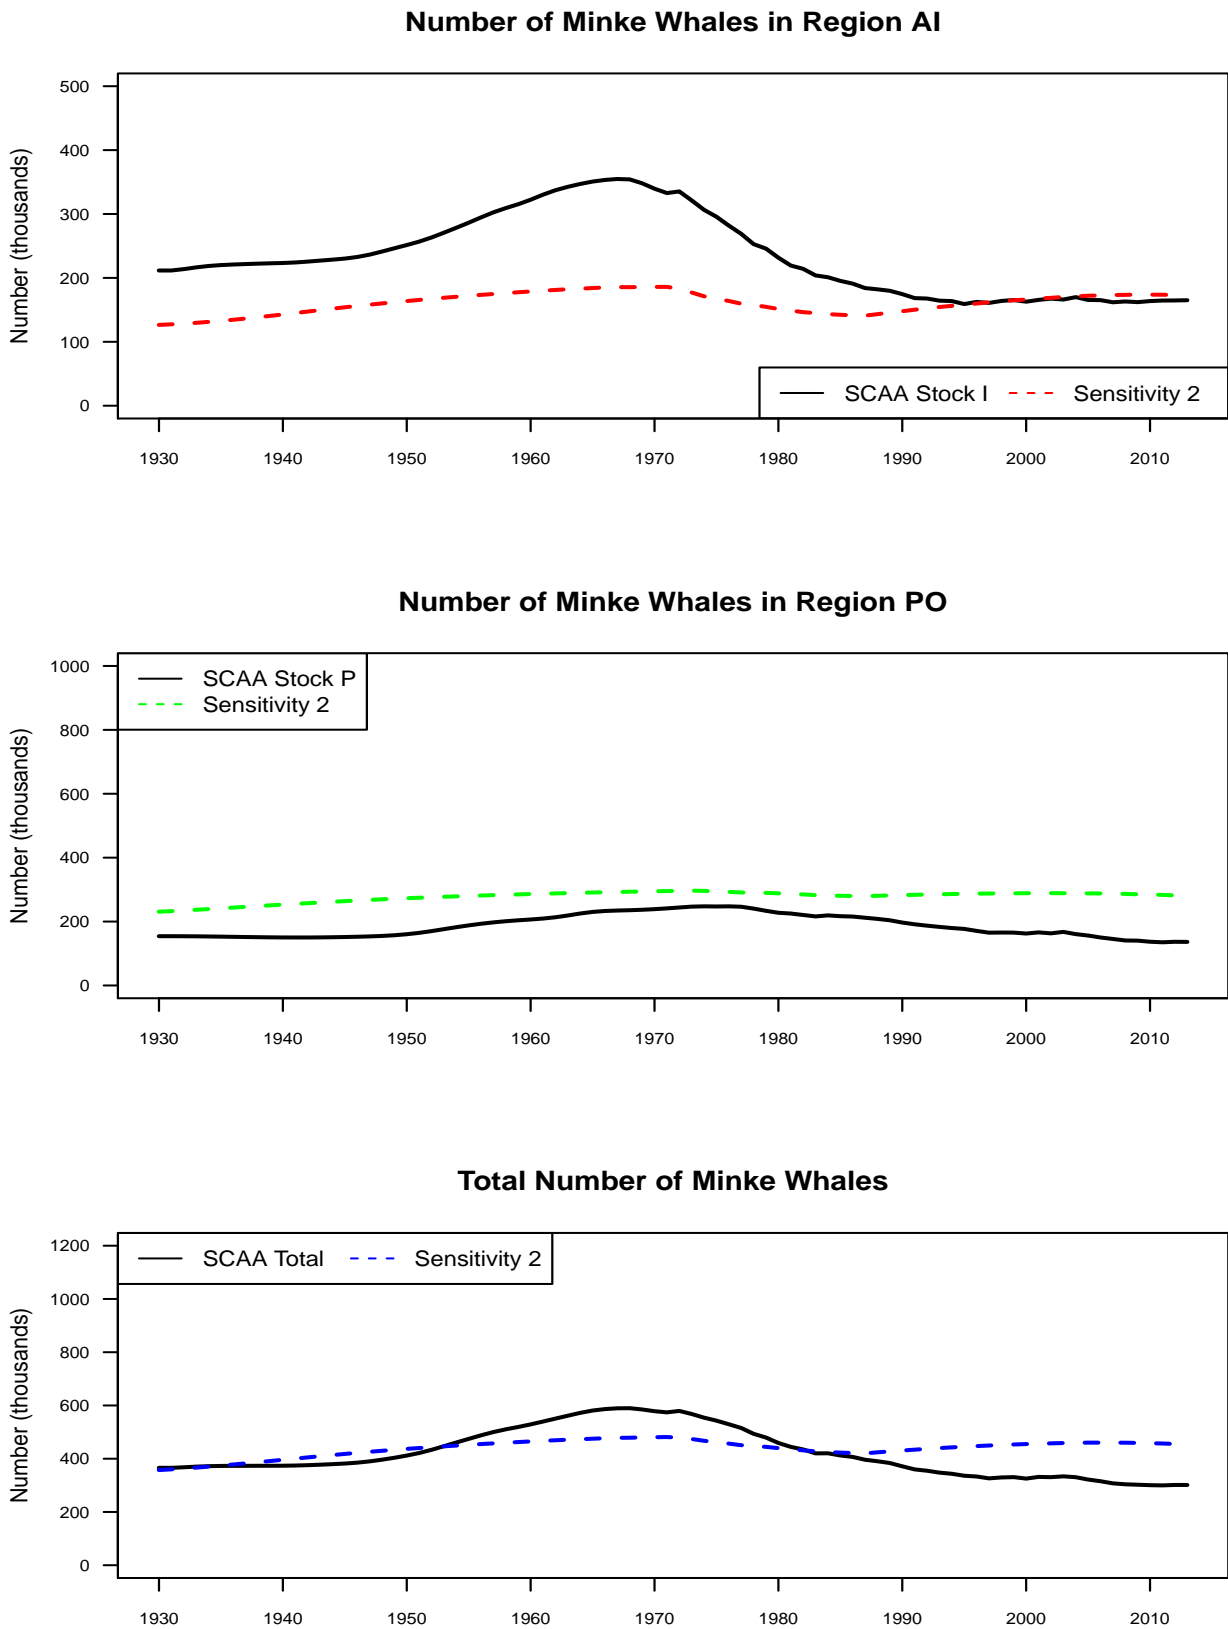 Number of Minke Whales in Region AI
Number (thousands)
500
400
300
200
100
0
SCAA Stock I Sensitivity 2
1930 1940 1950 1960 1970 1980 1990 2000 2010
Number of Minke Whales in Region PO
Number (thousands)
1000
800
600
400
200
0
SCAA Stock P
Sensitivity 2
1930 1940 1950 1960 1970 1980 1990 2000 2010
Total Number of Minke Whales
Number (thousands)
1200
1000
800
600
400
200
0
SCAA Total Sensitivity 2
1930 1940 1950 1960 1970 1980 1990 2000 2010